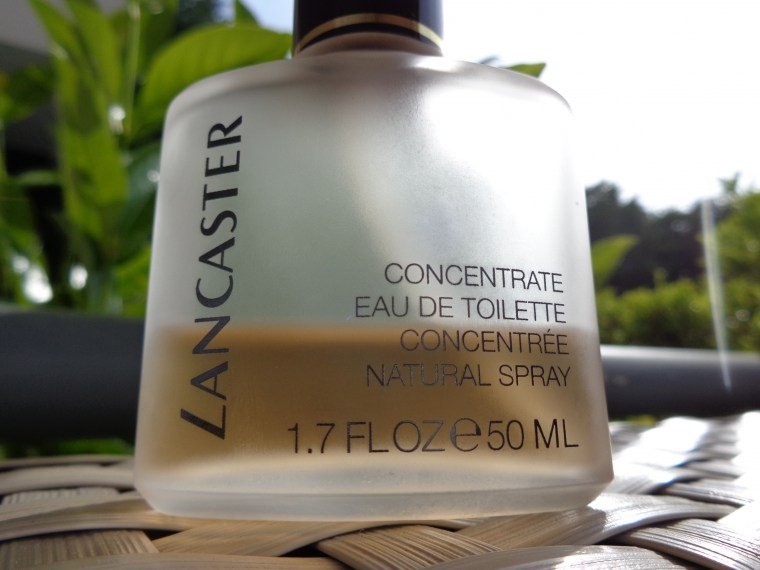 LANCASTER
CONCENTRATE
EAU DE TOILETTE
CONCENTRÉE
NATURAL SPRAY
1.7 FL OZ e 50 ML